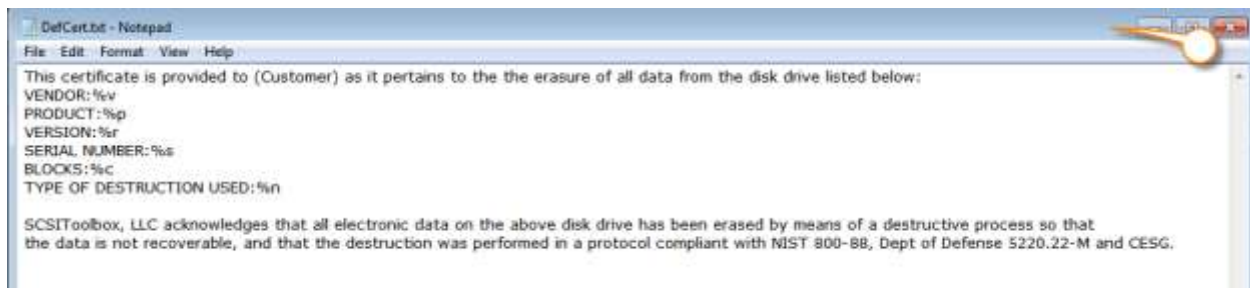 DefCert.txt - Notepad
File Edit Format View Help
This certificate is provided to (Customer) as it pertains to the the erasure of all data from the disk drive listed below:
VENDOR:%v
PRODUCT:%p
VERSION:%r
SERIAL NUMBER:%s
BLOCKS:%c
TYPE OF DESTRUCTION USED:%n
SCSIToolbox, LLC acknowledges that all electronic data on the above disk drive has been erased by means of a destructive process so that
the data is not recoverable, and that the destruction was performed in a protocol compliant with NIST 800-88, Dept of Defense 5220.22-M and CESG.